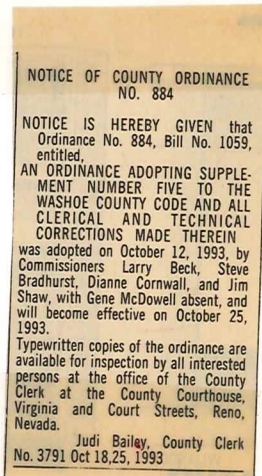 NOTICE OF COUNTY ORDINANCE
NO. 884
NOTICE IS HEREBY GIVEN that
Ordinance No. 884, Bill No. 1059,
entitled,
AN ORDINANCE ADOPTING SUPPLE-
MENT NUMBER FIVE TO THE
WASHOE COUNTY CODE AND ALL
CLERICAL AND TECHNICAL
CORRECTIONS MADE THEREIN
was adopted on October 12, 1993, by
Commissioners Larry Beck, Steve
Bradhurst, Dianne Cornwall, and Jim
Shaw, with Gene McDowell absent, and
will become effective on October 25,
1993.
Typewritten copies of the ordinance are
available for inspection by all interested
persons at the office of the County
Clerk at the County Courthouse,
Virginia and Court Streets, Reno,
Nevada.
Judi Bailey, County Clerk
No. 3791 Oct 18,25, 1993